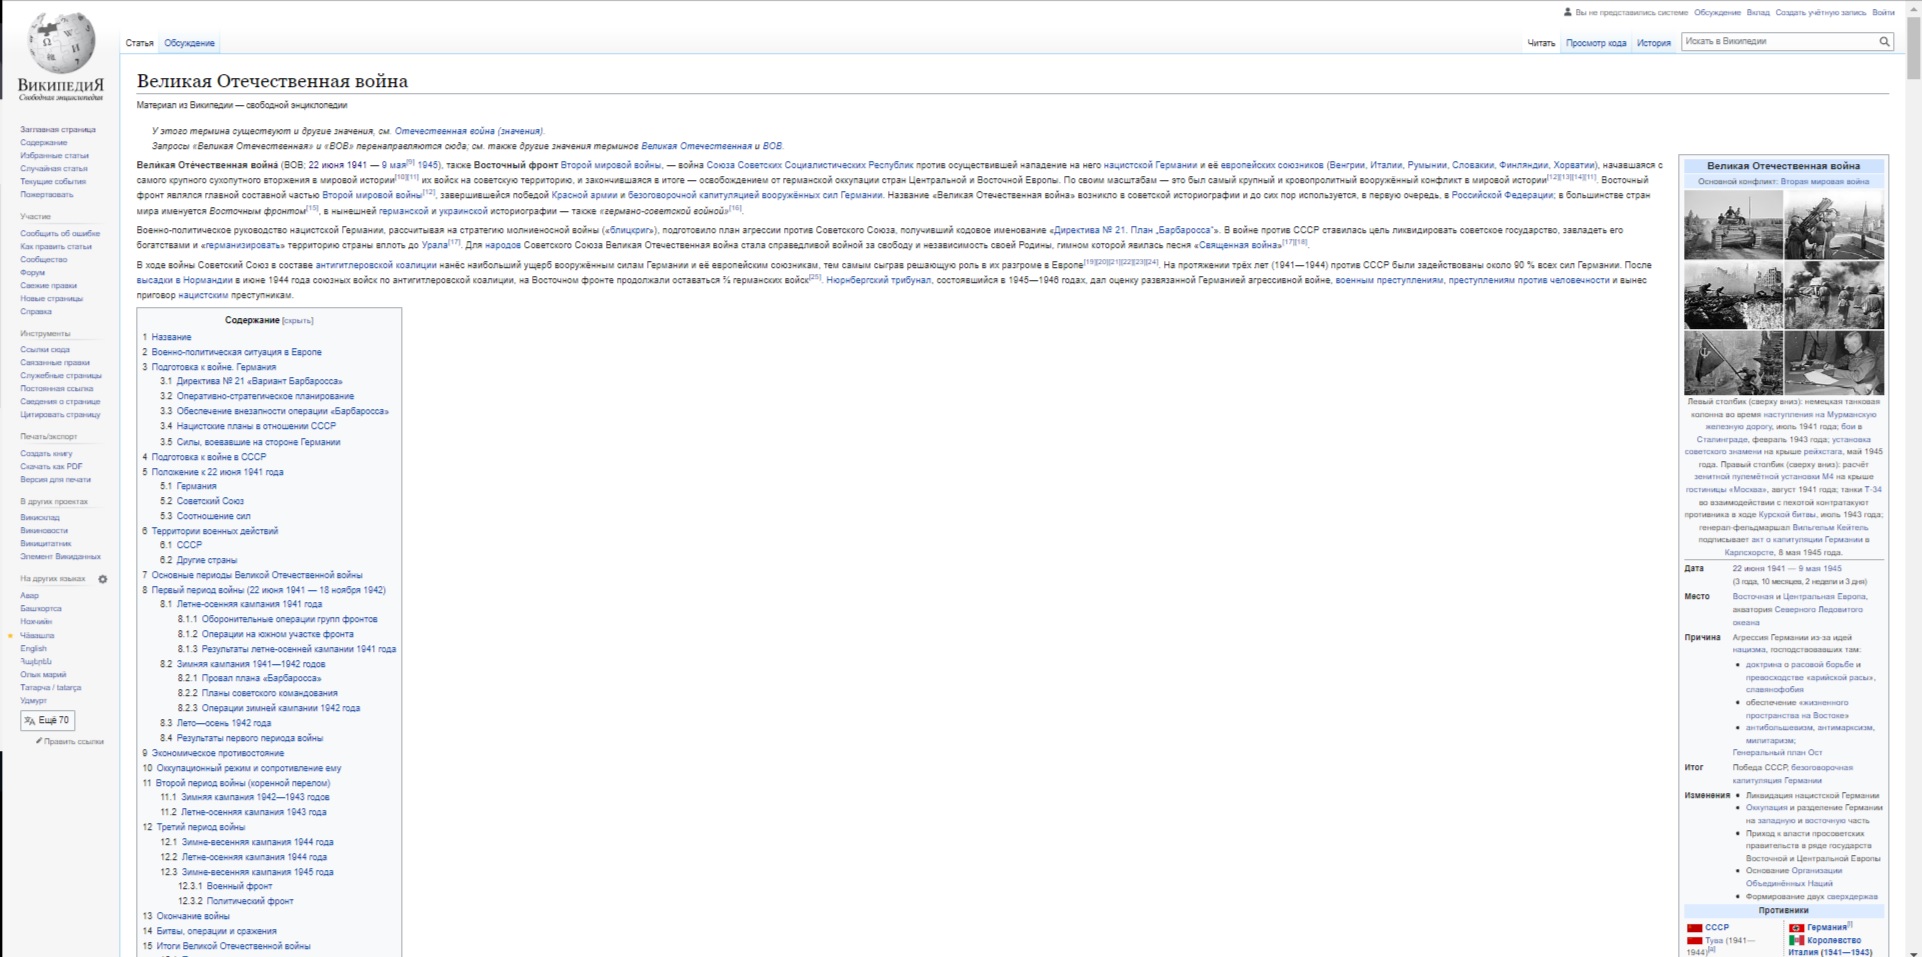 Вы не представились системе Обсуждение Вклад Создать учётную запись Войти
ВИКИПЕДИЯ
Свободная энциклопедия
Статья Обсуждение
Читать Просмотр кода История Искать в Википедии
Заглавная страница
Содержание
Избранные статьи
Случайная статья
Текущие события
Пожертвовать
Участие
Сообщить об ошибке
Как править статьи
Сообщество
Форум
Свежие правки
Новые страницы
Справка
Инструменты
Ссылки сюда
Связанные правки
Служебные страницы
Постоянная ссылка
Сведения о странице
Цитировать страницу
Печать/экспорт
Создать книгу
Скачать как PDF
Версия для печати
В других проектах
Викисклад
Викиновости
Викицитатник
Элемент Викиданных
На других языках
Авар
Башҡортса
Нохчийн
Чӑвашла
English
Հայերեն
Олык марий
Татарча / tatarça
Удмурт
Ещё 70
Править ссылки
Великая Отечественная война
Материал из Википедии — свободной энциклопедии
У этого термина существуют и другие значения, см. Отечественная война (значения).
Запросы «Великая Отечественная» и «ВОВ» перенаправляются сюда; см. также другие значения терминов Великая Отечественная и ВОВ.
Вели́кая Оте́чественная война́ (ВОВ; 22 июня 1941 — 9 мая[9] 1945), также Восточный фронт Второй мировой войны, — война Союза Советских Социалистических Республик против осуществившей нападение на него нацистской Германии и её европейских союзников (Венгрии, Италии, Румынии, Словакии, Финляндии, Хорватии), начавшаяся с
самого крупного сухопутного вторжения в мировой истории[10][11] их войск на советскую территорию, и закончившаяся в итоге — освобождением от германской оккупации стран Центральной и Восточной Европы. По своим масштабам — это был самый крупный и кровопролитный вооружённый конфликт в мировой истории[12][13][14][11]. Восточный
фронт являлся главной составной частью Второй мировой войны[12], завершившейся победой Красной армии и безоговорочной капитуляцией вооружённых сил Германии. Название «Великая Отечественная война» возникло в советской историографии и до сих пор используется, в первую очередь, в Российской Федерации; в большинстве стран
мира именуется Восточным фронтом[15], в нынешней германской и украинской историографии — также «германо-советской войной»[16].
Военно-политическое руководство нацистской Германии, рассчитывая на стратегию молниеносной войны («блицкриг»), подготовило план агрессии против Советского Союза, получивший кодовое именование «Директива № 21. План „Барбаросса“». В войне против СССР ставилась цель ликвидировать советское государство, завладеть его
богатствами и «германизировать» территорию страны вплоть до Урала[17]. Для народов Советского Союза Великая Отечественная война стала справедливой войной за свободу и независимость своей Родины, гимном которой явилась песня «Священная война»[17][18].
В ходе войны Советский Союз в составе антигитлеровской коалиции нанёс наибольший ущерб вооружённым силам Германии и её европейским союзникам, тем самым сыграв решающую роль в их разгроме в Европе[19][20][21][22][23][24]. На протяжении трёх лет (1941—1944) против СССР были задействованы около 90 % всех сил Германии. После
высадки в Нормандии в июне 1944 года союзных войск по антигитлеровской коалиции, на Восточном фронте продолжали оставаться германских войск[25]. Нюрнбергский трибунал, состоявшийся в 1945—1946 годах, дал оценку развязанной Германией агрессивной войне, военным преступлениям, преступлениям против человечности и вынес
приговор нацистским преступникам.
Содержание [скрыть]
1 Название
2 Военно-политическая ситуация в Европе
3 Подготовка к войне. Германия
3.1 Директива № 21 «Вариант Барбаросса»
3.2 Оперативно-стратегическое планирование
3.3 Обеспечение внезапности операции «Барбаросса»
3.4 Нацистские планы в отношении СССР
3.5 Силы, воевавшие на стороне Германии
4 Подготовка к войне в СССР
5 Положение к 22 июня 1941 года
5.1 Германия
5.2 Советский Союз
5.3 Соотношение сил
6 Территории военных действий
6.1 СССР
6.2 Другие страны
7 Основные периоды Великой Отечественной войны
8 Первый период войны (22 июня 1941 — 18 ноября 1942)
8.1 Летне-осенняя кампания 1941 года
8.1.1 Оборонительные операции групп фронтов
8.1.2 Операции на южном участке фронта
8.1.3 Результаты летне-осенней кампании 1941 года
8.2 Зимняя кампания 1941—1942 годов
8.2.1 Провал плана «Барбаросса»
8.2.2 Планы советского командования
8.2.3 Операции зимней кампании 1942 года
8.3 Лето—осень 1942 года
8.4 Результаты первого периода войны
9 Экономическое противостояние
10 Оккупационный режим и сопротивление ему
11 Второй период войны (коренной перелом)
11.1 Зимняя кампания 1942—1943 годов
11.2 Летне-осенняя кампания 1943 года
12 Третий период войны
12.1 Зимне-весенняя кампания 1944 года
12.2 Летне-осенняя кампания 1944 года
12.3 Зимне-весенняя кампания 1945 года
12.3.1 Военный фронт
12.3.2 Политический фронт
13 Окончание войны
14 Битвы, операции и сражения
15 Итоги Великой Отечественной войны
Великая Отечественная война
Основной конфликт: Вторая мировая война
Левый столбик (сверху вниз): немецкая танковая
колонна во время наступления на Мурманскую
железную дорогу, июль 1941 года; бои в
Сталинграде, февраль 1943 года; установка
советского знамени на крыше рейхстага, май 1945
года. Правый столбик (сверху вниз): расчёт
зенитной пулемётной установки М4 на крыше
гостиницы «Москва», август 1941 года; танки Т-34
во взаимодействии с пехотой контратакуют
противника в ходе Курской битвы, июль 1943 года;
генерал-фельдмаршал Вильгельм Кейтель
подписывает акт о капитуляции Германии в
Карлсхорсте, 8 мая 1945 года.
Дата 22 июня 1941 — 9 мая 1945
(3 года, 10 месяцев, 2 недели и 3 дня)
Место Восточная и Центральная Европа,
акватория Северного Ледовитого
океана
Причина Агрессия Германии из-за идей
нацизма, господствовавших там:
• доктрина о расовой борьбе и
превосходстве «арийской расы»,
славянофобия
• обеспечение «жизненного
пространства на Востоке»
• антибольшевизм, антимарксизм,
милитаризм;
Генеральный план Ост
Итог Победа СССР, безоговорочная
капитуляция Германии
Изменения • Ликвидация нацистской Германии
• Оккупация и разделение Германии
на западную и восточную часть
• Приход к власти просоветских
правительств в ряде государств
Восточной и Центральной Европы
• Основание Организации
Объединённых Наций
• Формирование двух сверхдержав
Противники
СССР Германия[i]
Тува (1941— Королевство
1944)[a] Италия (1941—1943)